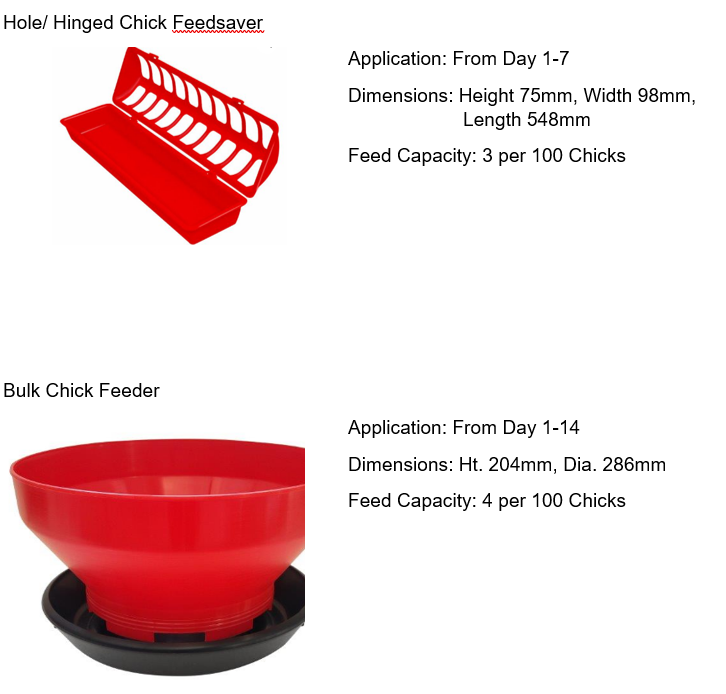 Hole/ Hinged Chick Feedsaver
Application: From Day 1-7
Dimensions: Height 75mm, Width 98mm,
Length 548mm
Feed Capacity: 3 per 100 Chicks
Bulk Chick Feeder
Application: From Day 1-14
Dimensions: Ht. 204mm, Dia. 286mm
Feed Capacity: 4 per 100 Chicks